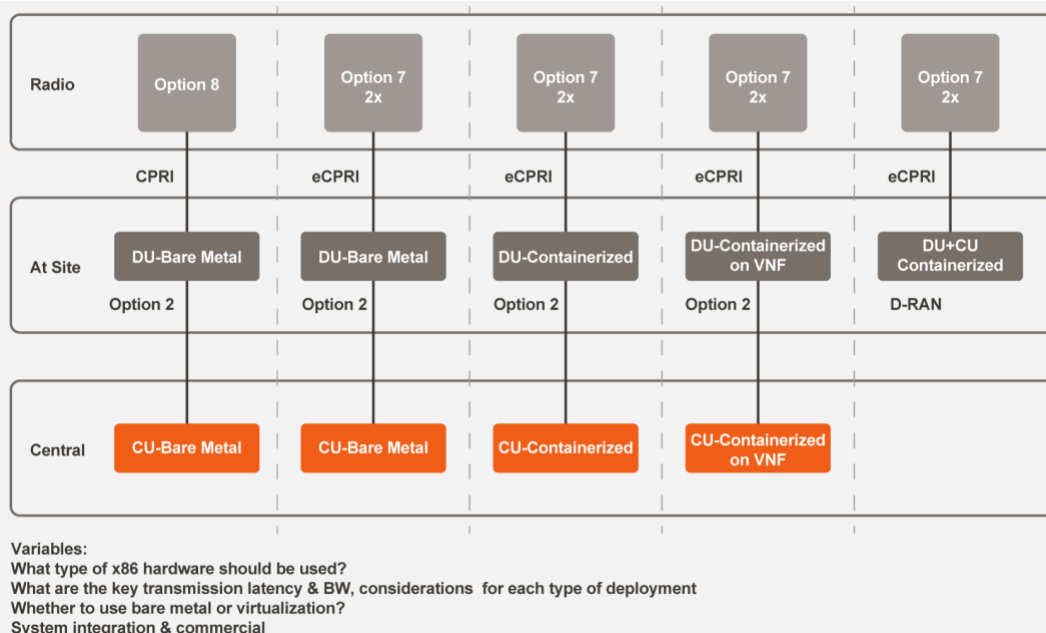 Radio
Option 8
Option 7
2x
Option 7
2x
Option 7
2x
Option 7
2x
CPRI
eCPRI
eCPRI
eCPRI
eCPRI
At Site
DU-Bare Metal
DU-Bare Metal
DU-Containerized
DU-Containerized
on VNF
DU+CU
Containerized
Option 2
Option 2
Option 2
Option 2
D-RAN
Central
CU-Bare Metal
CU-Bare Metal
CU-Containerized
CU-Containerized
on VNF
Variables:
What type of x86 hardware should be used?
What are the key transmission latency & BW, considerations for each type of deployment
Whether to use bare metal or virtualization?
System integration & commercial